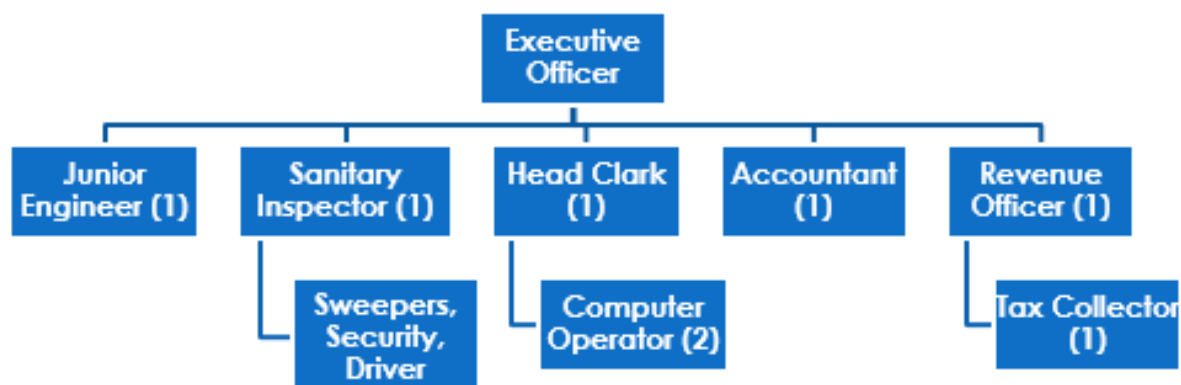 Executive
Officer
Junior
Engineer (1)
Sanitary
Inspector (1)
Head Clark
(1)
Accountant
(1)
Revenue
Officer (1)
Sweepers,
Security,
Driver
Computer
Operator (2)
Tax Collector
(1)